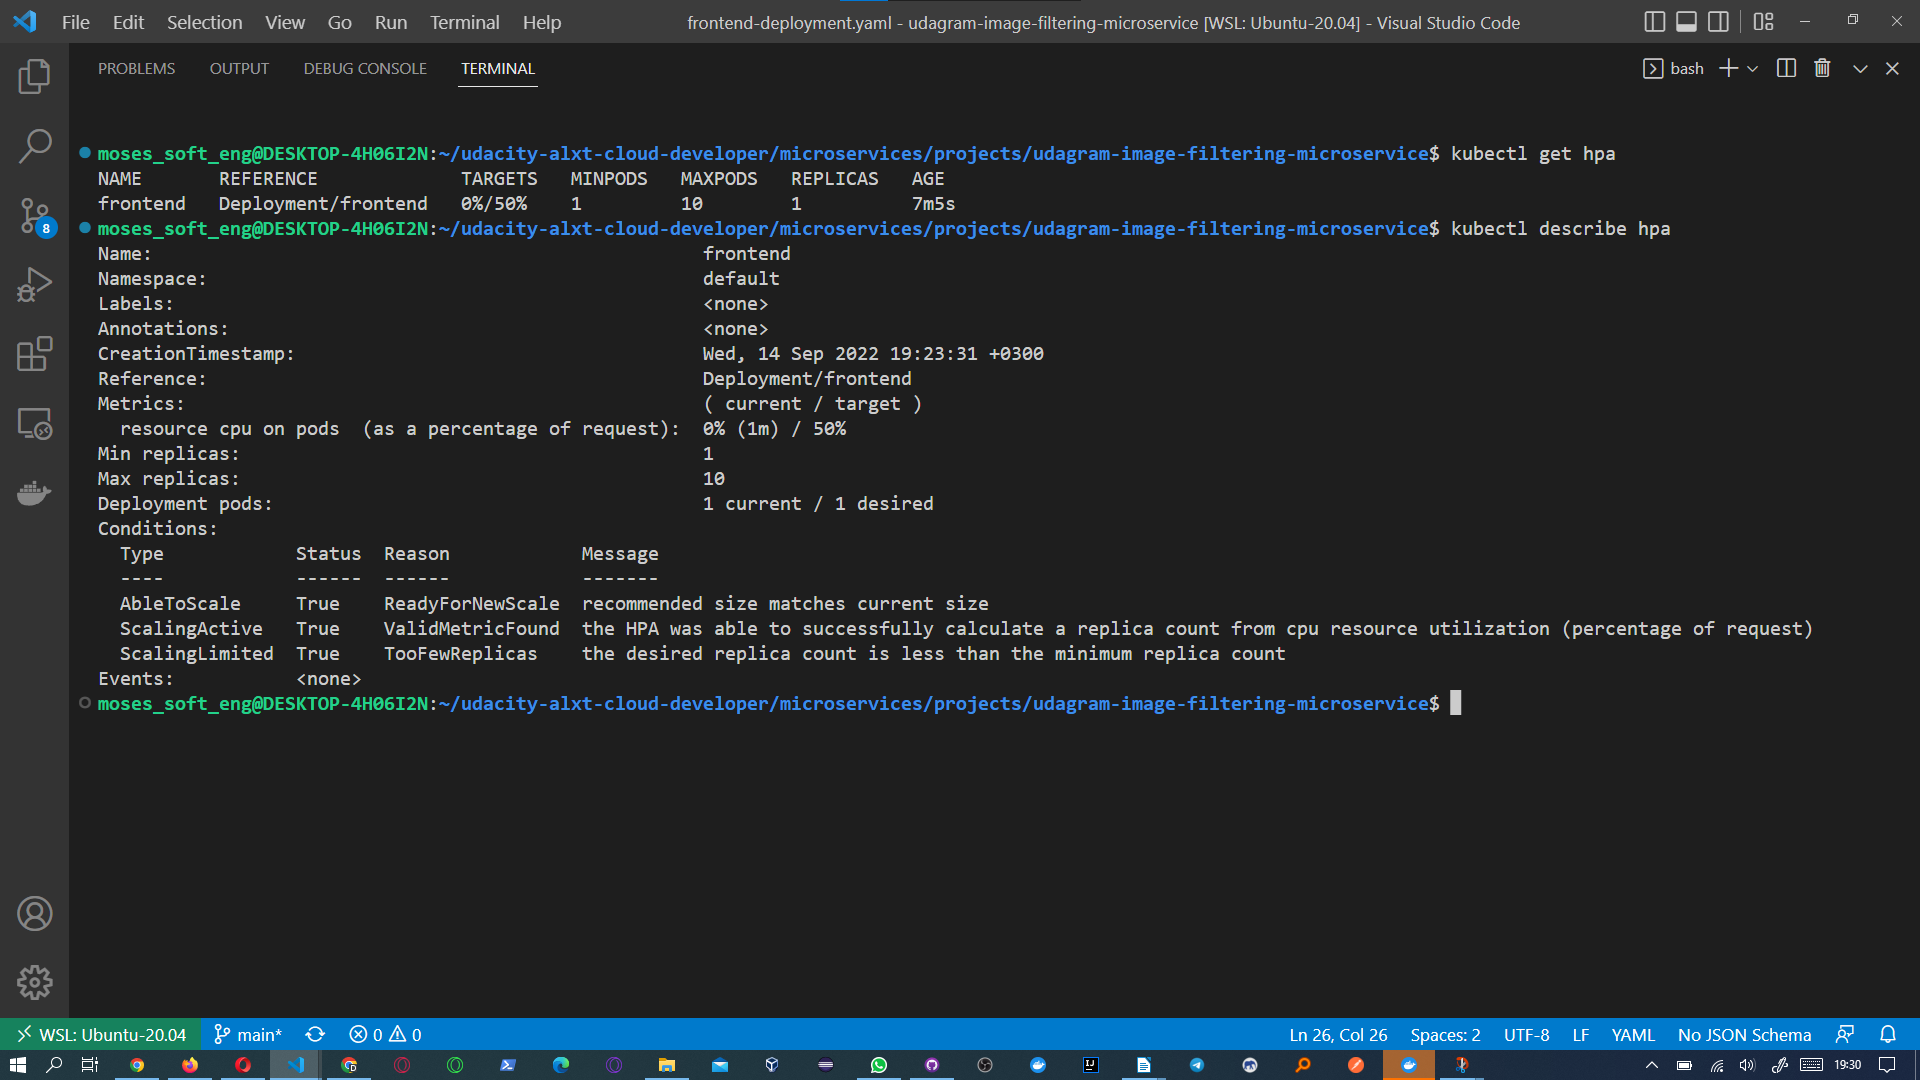 File Edit Selection View Go Run Terminal Help frontend-deployment.yaml - udagram-image-filtering-microservice [WSL: Ubuntu-20.04] - Visual Studio Code
PROBLEMS OUTPUT DEBUG CONSOLE TERMINAL bash
moses_soft_eng@DESKTOP-4H06I2N:~/udacity-alxt-cloud-developer/microservices/projects/udagram-image-filtering-microservice$ kubectl get hpa
NAME REFERENCE TARGETS MINPODS MAXPODS REPLICAS AGE
frontend Deployment/frontend 0%/50% 1 10 1 7m5s
moses_soft_eng@DESKTOP-4H06I2N:~/udacity-alxt-cloud-developer/microservices/projects/udagram-image-filtering-microservice$ kubectl describe hpa
Name: frontend
Namespace: default
Labels: <none>
Annotations: <none>
CreationTimestamp: Wed, 14 Sep 2022 19:23:31 +0300
Reference: Deployment/frontend
Metrics: ( current / target )
resource cpu on pods (as a percentage of request): 0% (1m) / 50%
Min replicas: 1
Max replicas: 10
Deployment pods: 1 current / 1 desired
Conditions:
Type Status Reason Message
---- ------ ------ -------
AbleToScale True ReadyForNewScale recommended size matches current size
ScalingActive True ValidMetricFound the HPA was able to successfully calculate a replica count from cpu resource utilization (percentage of request)
ScalingLimited True TooFewReplicas the desired replica count is less than the minimum replica count
Events: <none>
moses_soft_eng@DESKTOP-4H06I2N:~/udacity-alxt-cloud-developer/microservices/projects/udagram-image-filtering-microservice$
8
WSL: Ubuntu-20.04 main* 0 0 Ln 26, Col 26 Spaces: 2 UTF-8 LF YAML No JSON Schema
19:30